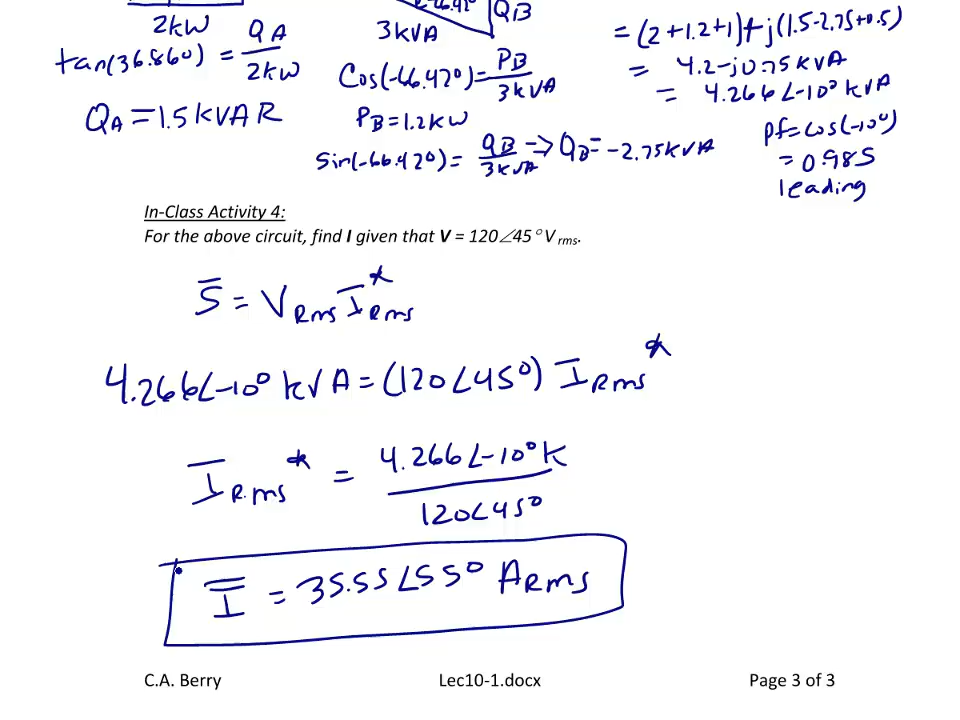 2kW
tan(36.86°) = QA / 2kW
QA = 1.5kVAR
QB
3kVA
Cos(-66.42°) = PB / 3kVA
PB = 1.2kW
Sin(-66.42°) = QB / 3kVA → QB = -2.75kVA
= (2+1.2+1)+j(1.5-2.75+0.5)
= 4.2-j0.75kVA
= 4.266∠-10° kVA
pf = cos(-10°)
= 0.985
leading
In-Class Activity 4:
For the above circuit, find I given that V = 120∠45° V rms.
S̅ = VRms I̅Rms*
4.266∠-10° kVA = (120∠45°) I̅Rms*
I̅Rms* = 4.266∠-10°K / 120∠45°
I̅ = 35.55∠55° ARms
C.A. Berry Lec10-1.docx Page 3 of 3